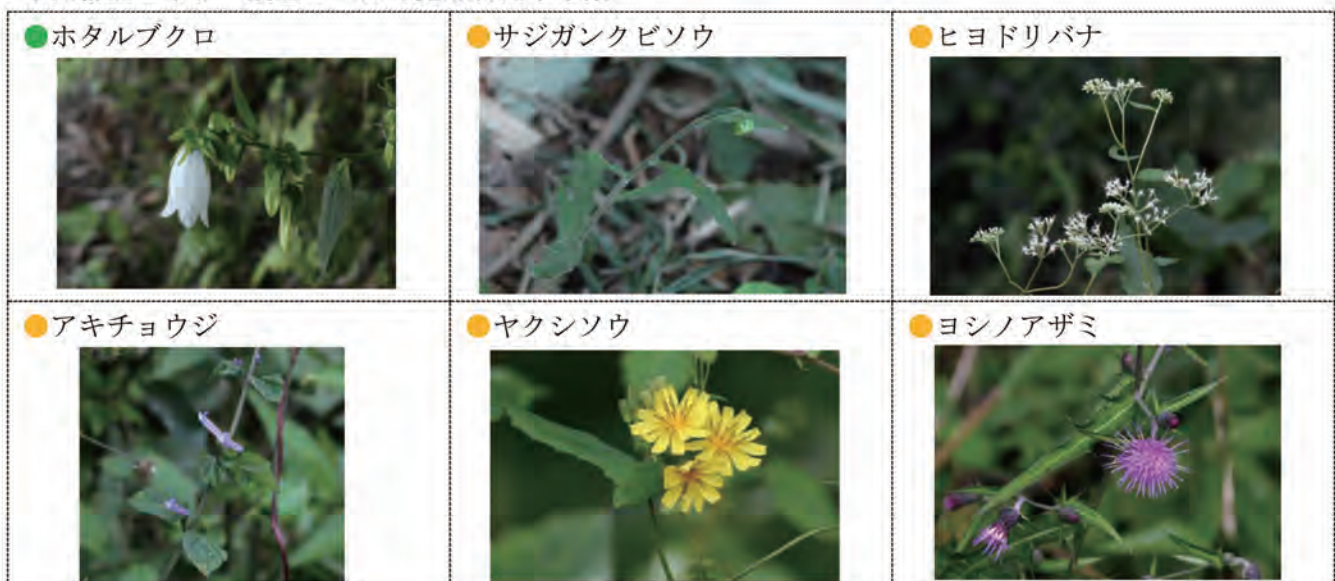 ●ホタルブクロ
●サジガンクビソウ
●ヒヨドリバナ
●アキチョウジ
●ヤクシソウ
●ヨシノアザミ